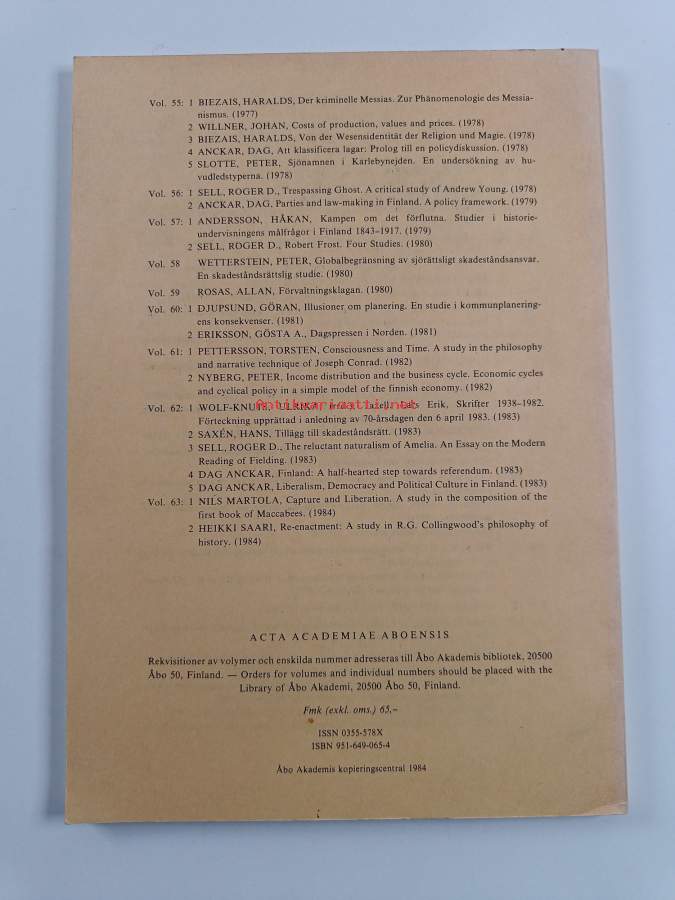 Vol. 55: 1 BIEZAIS, HARALDS, Der kriminelle Messias. Zur Phänomenologie des Messia-
nismus. (1977)
2 WILLNER, JOHAN, Costs of production, values and prices. (1978)
3 BIEZAIS, HARALDS, Von der Wesensidentität der Religion und Magie. (1978)
4 ANCKAR, DAG, Att klassificera lagar: Prolog till en policydiskussion. (1978)
5 SLOTTE, PETER, Sjönamnen i Karlebynejden. En undersökning av hu-
vudledstyperna. (1978)
Vol. 56: 1 SELL, ROGER D., Trespassing Ghost. A critical study of Andrew Young. (1978)
2 ANCKAR, DAG, Parties and law-making in Finland. A policy framework. (1979)
Vol. 57: 1 ANDERSSON, HÅKAN, Kampen om det förflutna. Studier i historie-
undervisningens målfrågor i Finland 1843–1917. (1979)
2 SELL, ROGER D., Robert Frost. Four Studies. (1980)
Vol. 58 WETTERSTEIN, PETER, Globalbegränsning av sjörättsligt skadeståndsansvar.
En skadeståndsrättslig studie. (1980)
Vol. 59 ROSAS, ALLAN, Förvaltningsklagan. (1980)
Vol. 60: 1 DJUPSUND, GÖRAN, Illusioner om planering. En studie i kommunplanering-
ens konsekvenser. (1981)
2 ERIKSSON, GÖSTA A., Dagspressen i Norden. (1981)
Vol. 61: 1 PETTERSSON, TORSTEN, Consciousness and Time. A study in the philosophy
and narrative technique of Joseph Conrad. (1982)
2 NYBERG, PETER, Income distribution and the business cycle. Economic cycles
and cyclical policy in a simple model of the finnish economy. (1982)
Antikvariaatti.net
Vol. 62: 1 WOLF-KNUTS, ULRIKA, Erik, Skrifter 1938–1982.
Förteckning upprättad i anledning av 70-årsdagen den 6 april 1983. (1983)
2 SAXÉN, HANS, Tillägg till skadeståndsrätt. (1983)
3 SELL, ROGER D., The reluctant naturalism of Amelia. An Essay on the Modern
Reading of Fielding. (1983)
4 DAG ANCKAR, Finland: A half-hearted step towards referendum. (1983)
5 DAG ANCKAR, Liberalism, Democracy and Political Culture in Finland. (1983)
Vol. 63: 1 NILS MARTOLA, Capture and Liberation. A study in the composition of the
first book of Maccabees. (1984)
2 HEIKKI SAARI, Re-enactment: A study in R.G. Collingwood's philosophy of
history. (1984)
ACTA ACADEMIAE ABOENSIS
Rekvisitioner av volymer och enskilda nummer adresseras till Åbo Akademis bibliotek, 20500
Åbo 50, Finland. — Orders for volumes and individual numbers should be placed with the
Library of Åbo Akademi, 20500 Åbo 50, Finland.
Fmk (exkl. oms.) 65,–
ISSN 0355-578X
ISBN 951-649-065-4
Åbo Akademis kopieringscentral 1984